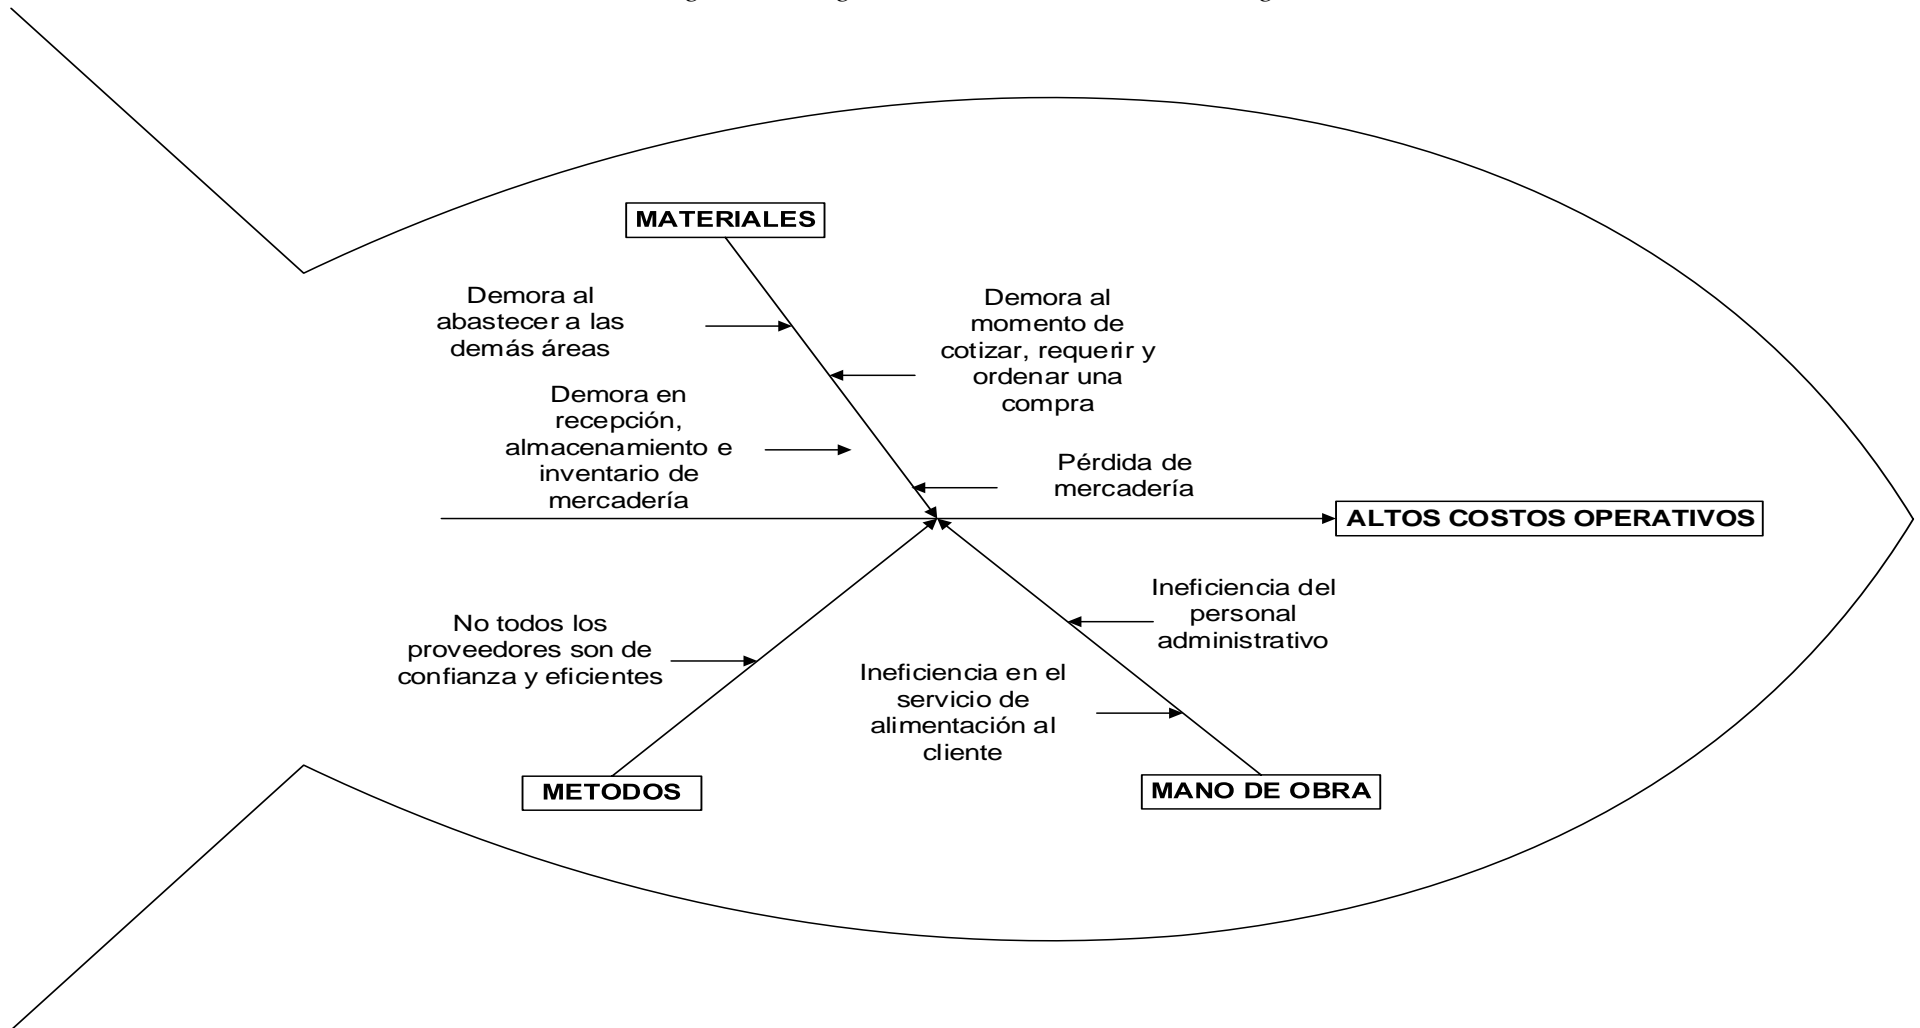 MATERIALES
Demora al
abastecer a las
demás áreas
Demora al
momento de
cotizar, requerir y
ordenar una
compra
Demora en
recepción,
almacenamiento e
inventario de
mercadería
Pérdida de
mercadería
ALTOS COSTOS OPERATIVOS
No todos los
proveedores son de
confianza y eficientes
Ineficiencia del
personal
administrativo
Ineficiencia en el
servicio de
alimentación al
cliente
METODOS
MANO DE OBRA